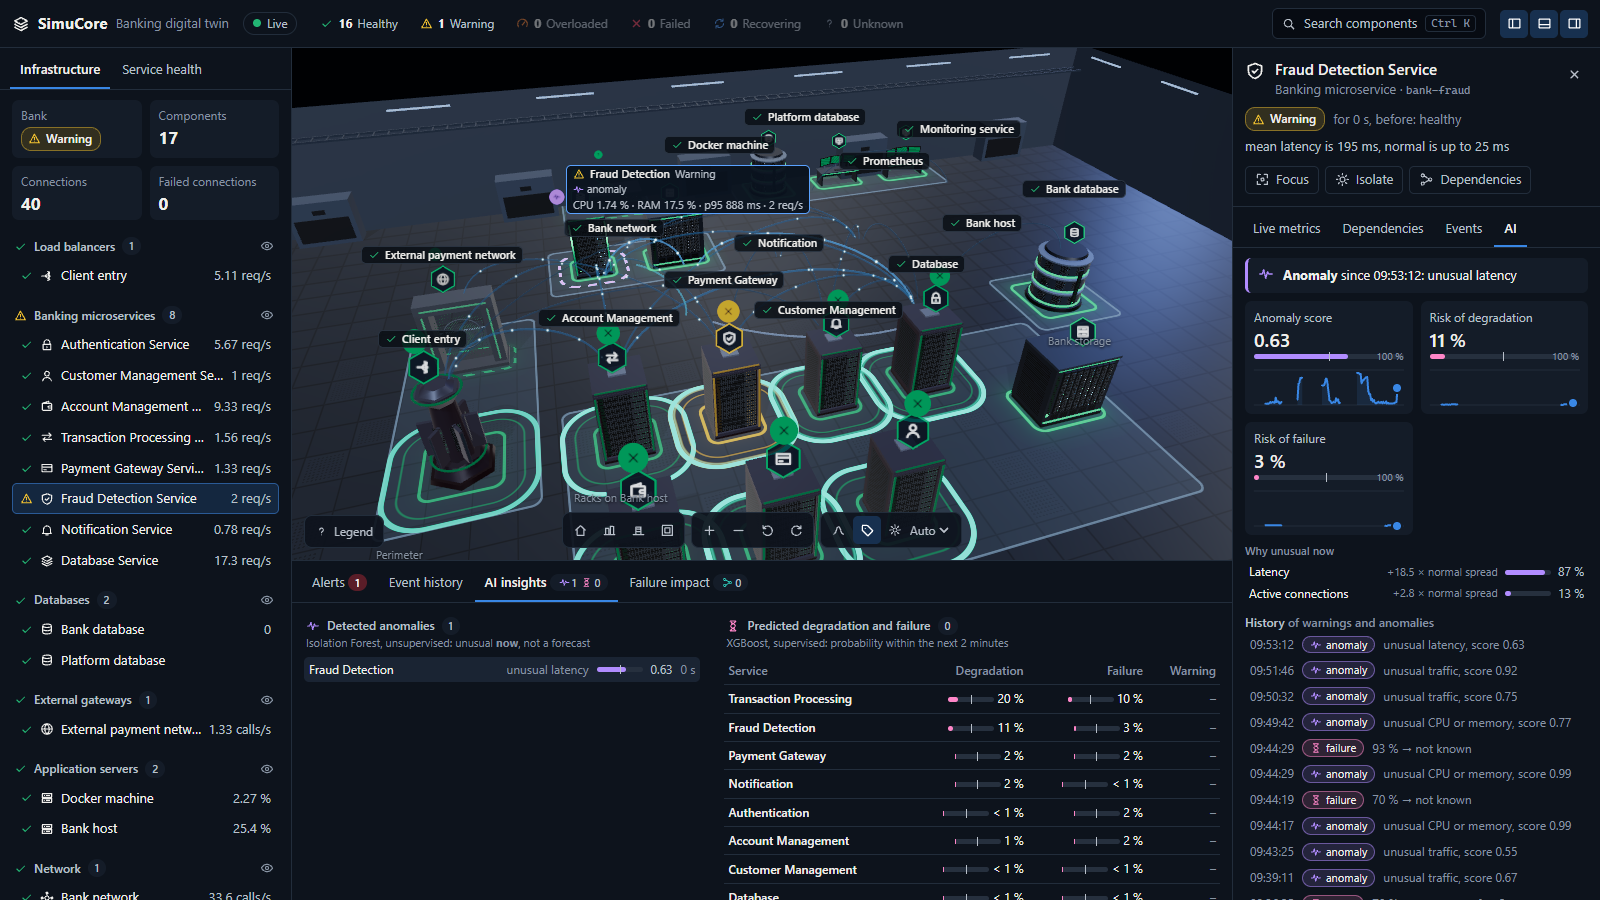 SimuCore Banking digital twin Live 16 Healthy 1 Warning 0 Overloaded 0 Failed 0 Recovering ? 0 Unknown Search components Ctrl K
Infrastructure Service health
Bank
Warning
Components
17
Connections
40
Failed connections
0
Load balancers 1
Client entry 5.11 req/s
Banking microservices 8
Authentication Service 5.67 req/s
Customer Management Se... 1 req/s
Account Management ... 9.33 req/s
Transaction Processing ... 1.56 req/s
Payment Gateway Servi... 1.33 req/s
Fraud Detection Service 2 req/s
Notification Service 0.78 req/s
Database Service 17.3 req/s
Databases 2
Bank database 0
Platform database
External gateways 1
External payment netw... 1.33 calls/s
Application servers 2
Docker machine 2.27 %
Bank host 25.4 %
Network 1
Bank network 33.6 calls/s
Platform database
Monitoring service
Docker machine
Prometheus
Fraud Detection Warning
anomaly
CPU 1.74 % · RAM 17.5 % · p95 888 ms · 2 req/s
Bank database
Bank network
Bank host
Notification
External payment network
Database
Payment Gateway
Customer Management
Account Management
Client entry
Bank storage
Racks on Bank host
? Legend
Auto
Perimeter
Alerts 1 Event history AI insights 1 0 Failure impact 0
Detected anomalies 1
Isolation Forest, unsupervised: unusual now, not a forecast
Fraud Detection unusual latency 0.63 0 s
Predicted degradation and failure 0
XGBoost, supervised: probability within the next 2 minutes
Service Degradation Failure Warning
Transaction Processing 20 % 10 % –
Fraud Detection 11 % 3 % –
Payment Gateway 2 % 2 % –
Notification 2 % < 1 % –
Authentication < 1 % 2 % –
Account Management 1 % 2 % –
Customer Management < 1 % < 1 % –
Database < 1 % < 1 % –
Fraud Detection Service
Banking microservice · bank-fraud
Warning for 0 s, before: healthy
mean latency is 195 ms, normal is up to 25 ms
Focus Isolate Dependencies
Live metrics Dependencies Events AI
Anomaly since 09:53:12: unusual latency
Anomaly score
0.63
100 %
Risk of degradation
11 %
100 %
Risk of failure
3 %
100 %
Why unusual now
Latency +18.5 × normal spread 87 %
Active connections +2.8 × normal spread 13 %
History of warnings and anomalies
09:53:12 anomaly unusual latency, score 0.63
09:51:46 anomaly unusual traffic, score 0.92
09:50:32 anomaly unusual traffic, score 0.75
09:49:42 anomaly unusual CPU or memory, score 0.77
09:44:29 failure 93 % → not known
09:44:29 anomaly unusual CPU or memory, score 0.99
09:44:19 failure 70 % → not known
09:44:17 anomaly unusual CPU or memory, score 0.99
09:43:25 anomaly unusual traffic, score 0.55
09:39:11 anomaly unusual traffic, score 0.67